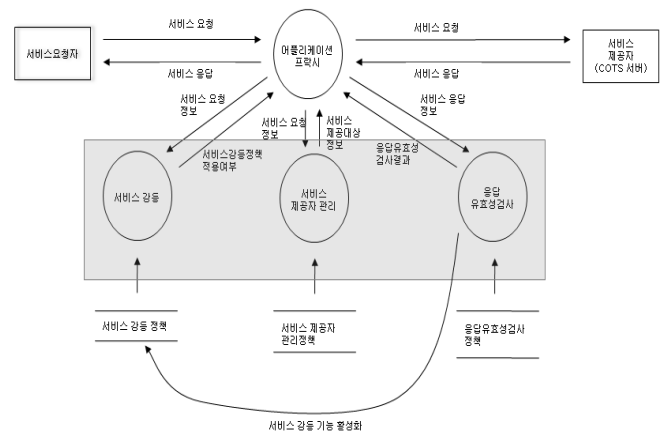 서비스 요청
서비스 요청
어플리케이션
프락시
서비스요청자
서비스
제공자
(COTS 서버)
서비스 응답
서비스 응답
서비스 요청
정보
서비스 요청
정보
서비스
제공대상
정보
서비스 응답
정보
서비스강등정책
적용여부
응답유효성
검사결과
서비스 강등
서비스
제공자 관리
응답
유효성검사
서비스 강등 정책
서비스 제공자
관리정책
응답유효성검사
정책
서비스 강등 기능 활성화